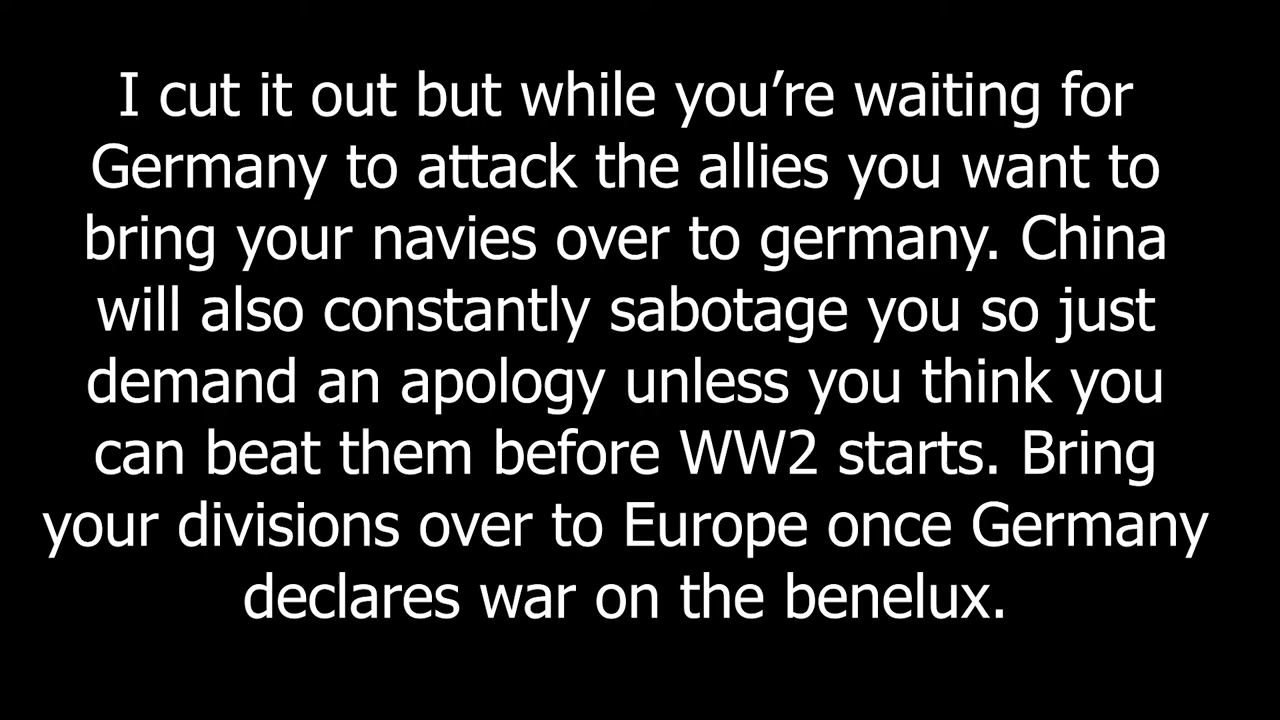 I cut it out but while you’re waiting for
Germany to attack the allies you want to
bring your navies over to germany. China
will also constantly sabotage you so just
demand an apology unless you think you
can beat them before WW2 starts. Bring
your divisions over to Europe once Germany
declares war on the benelux.